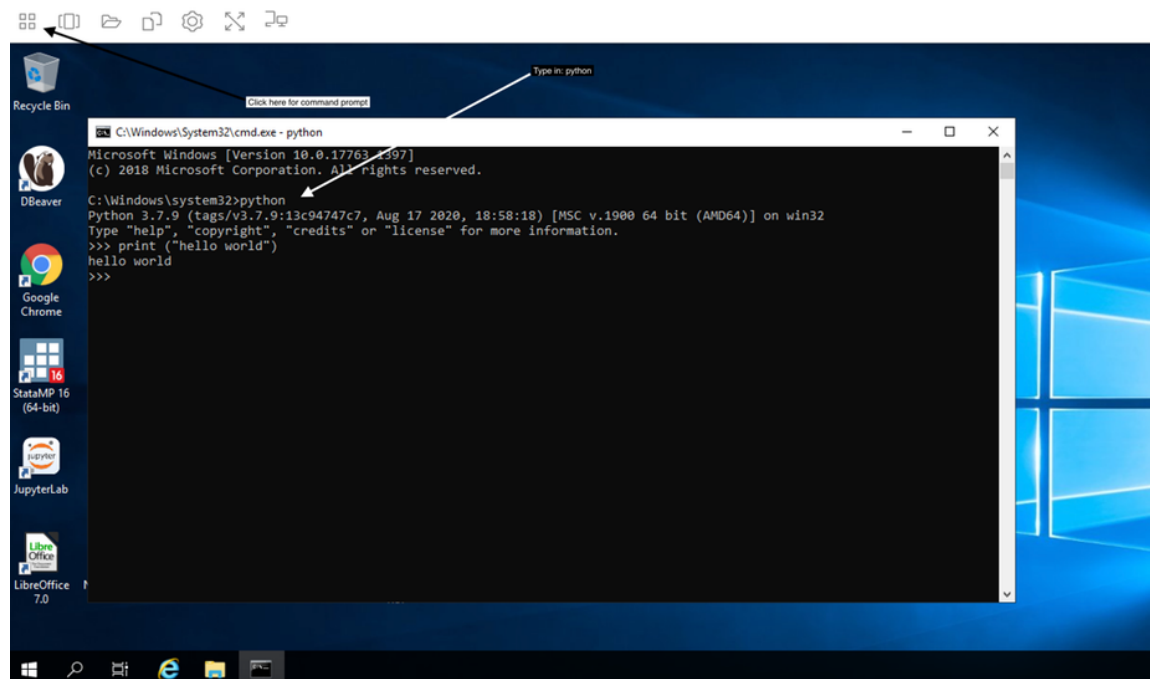 Type in: python
Click here for command prompt
Recycle Bin
C:\Windows\System32\cmd.exe - python
Microsoft Windows [Version 10.0.17763.1397]
(c) 2018 Microsoft Corporation. All rights reserved.
C:\Windows\system32>python
Python 3.7.9 (tags/v3.7.9:13c94747c7, Aug 17 2020, 18:58:18) [MSC v.1900 64 bit (AMD64)] on win32
Type "help", "copyright", "credits" or "license" for more information.
>>> print ("hello world")
hello world
>>>
DBeaver
Google
Chrome
16
StataMP 16
(64-bit)
jupyter
JupyterLab
Libre
Office
LibreOffice
7.0